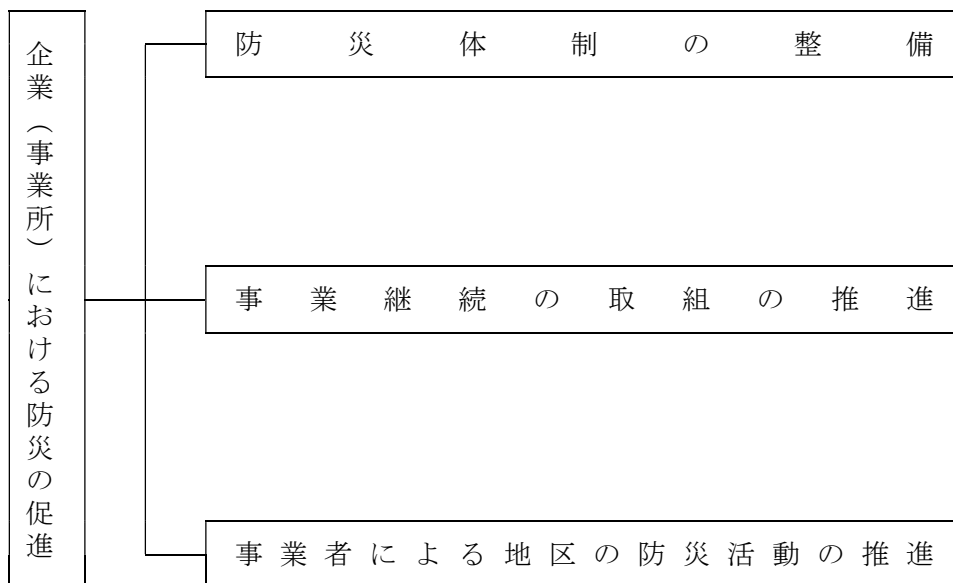 企業（事業所）における防災の促進
防災体制の整備
事業継続の取組の推進
事業者による地区の防災活動の推進